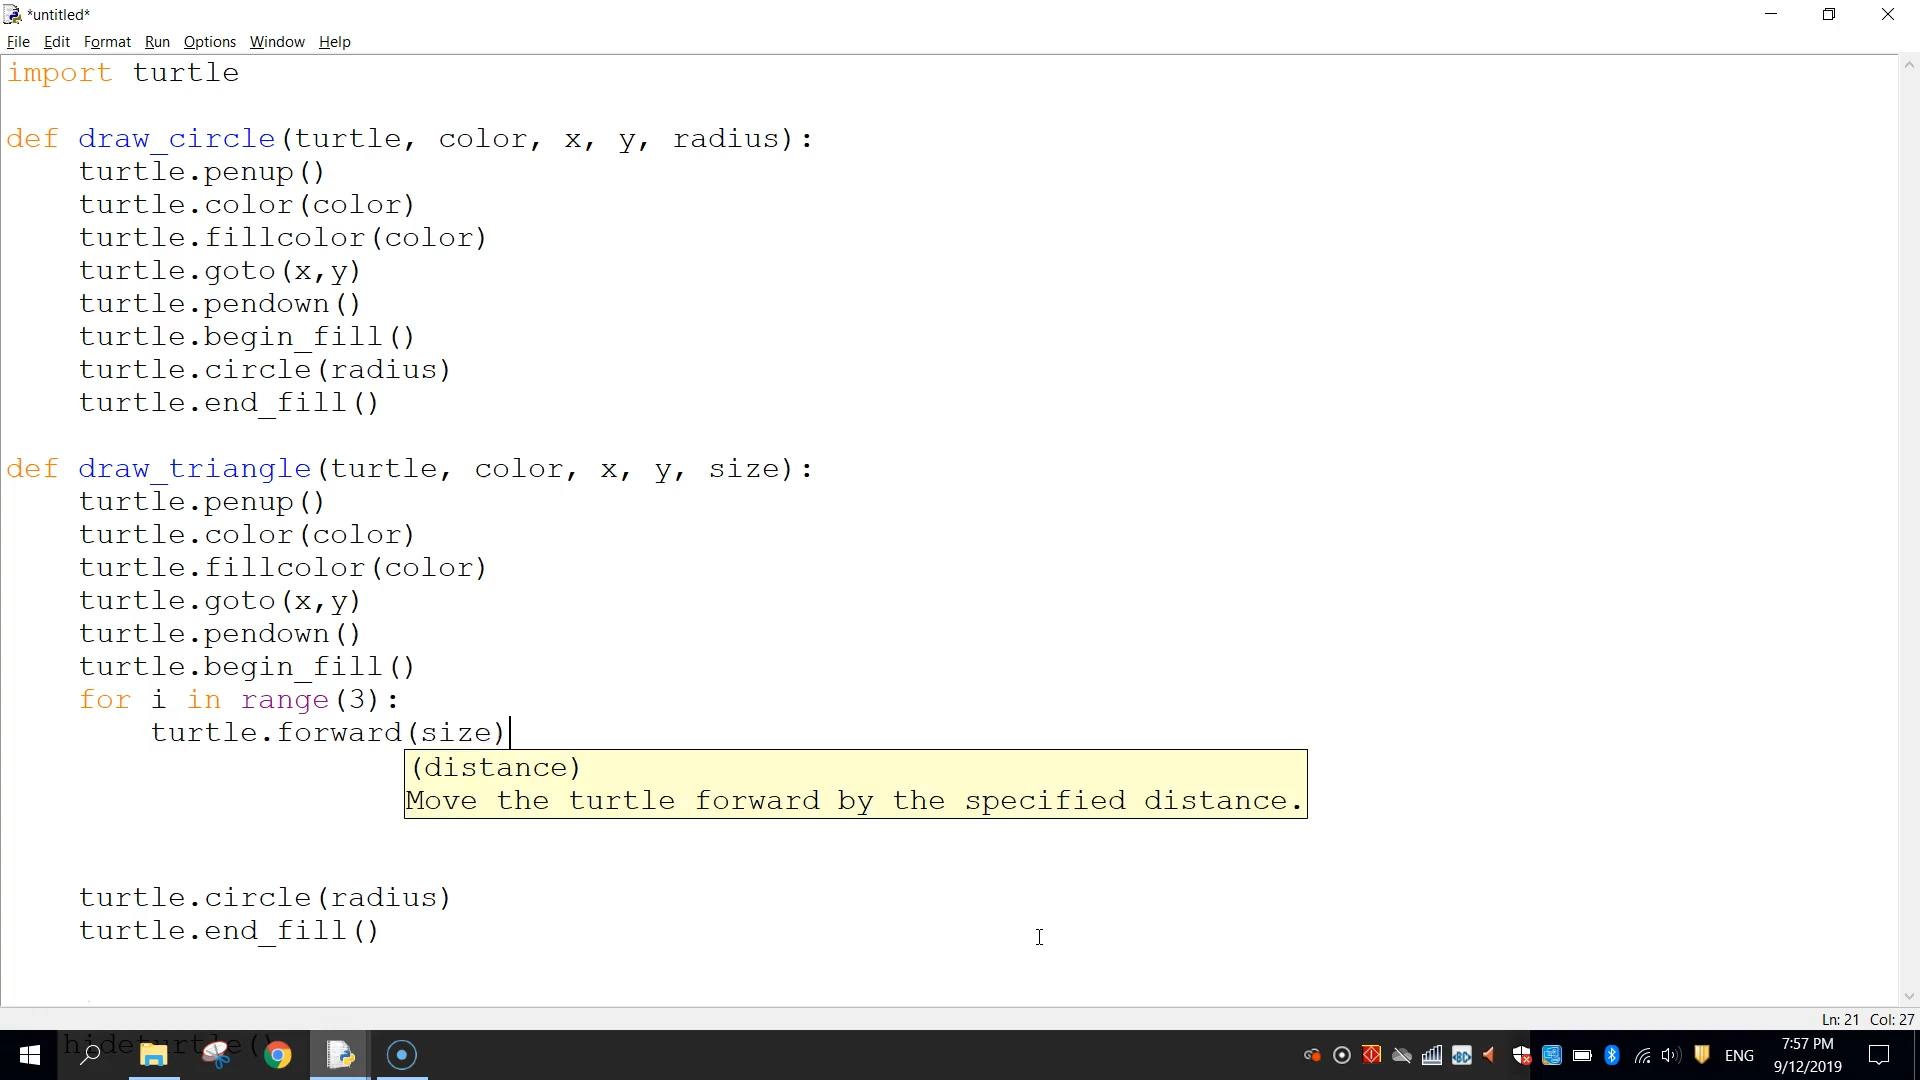 *untitled*
File Edit Format Run Options Window Help
import turtle
def draw_circle(turtle, color, x, y, radius):
turtle.penup()
turtle.color(color)
turtle.fillcolor(color)
turtle.goto(x,y)
turtle.pendown()
turtle.begin_fill()
turtle.circle(radius)
turtle.end_fill()
def draw_triangle(turtle, color, x, y, size):
turtle.penup()
turtle.color(color)
turtle.fillcolor(color)
turtle.goto(x,y)
turtle.pendown()
turtle.begin_fill()
for i in range(3):
turtle.forward(size)
(distance)
Move the turtle forward by the specified distance.
turtle.circle(radius)
turtle.end_fill()
Ln: 21 Col: 27
hideturtle()
ENG
7:57 PM
9/12/2019